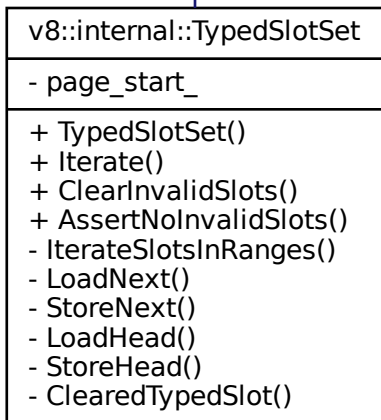 v8::internal::TypedSlotSet
- page_start_
+ TypedSlotSet()
+ Iterate()
+ ClearInvalidSlots()
+ AssertNoInvalidSlots()
- IterateSlotsInRanges()
- LoadNext()
- StoreNext()
- LoadHead()
- StoreHead()
- ClearedTypedSlot()